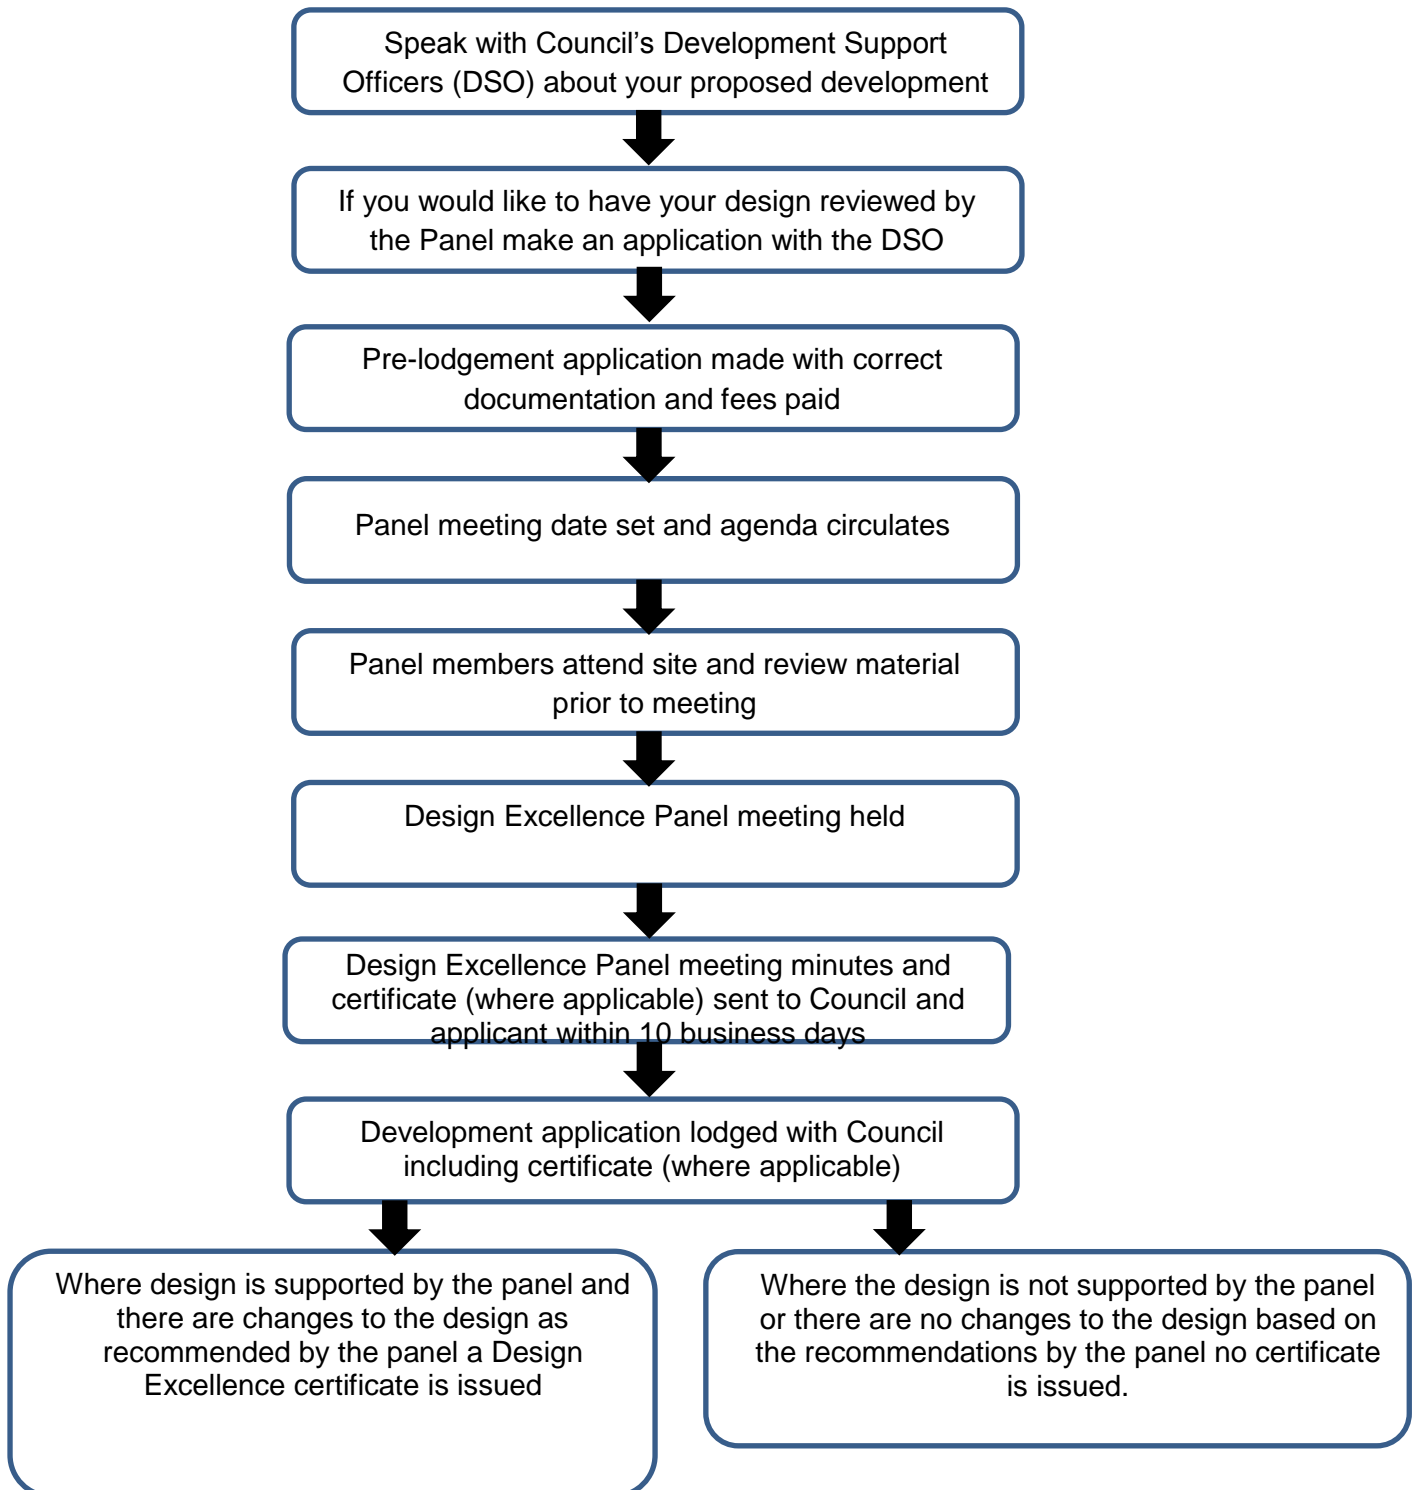 Speak with Council’s Development Support
Officers (DSO) about your proposed development
If you would like to have your design reviewed by
the Panel make an application with the DSO
Pre-lodgement application made with correct
documentation and fees paid
Panel meeting date set and agenda circulates
Panel members attend site and review material
prior to meeting
Design Excellence Panel meeting held
Design Excellence Panel meeting minutes and
certificate (where applicable) sent to Council and
applicant within 10 business days
Development application lodged with Council
including certificate (where applicable)
Where design is supported by the panel and
there are changes to the design as
recommended by the panel a Design
Excellence certificate is issued
Where the design is not supported by the panel
or there are no changes to the design based on
the recommendations by the panel no certificate
is issued.